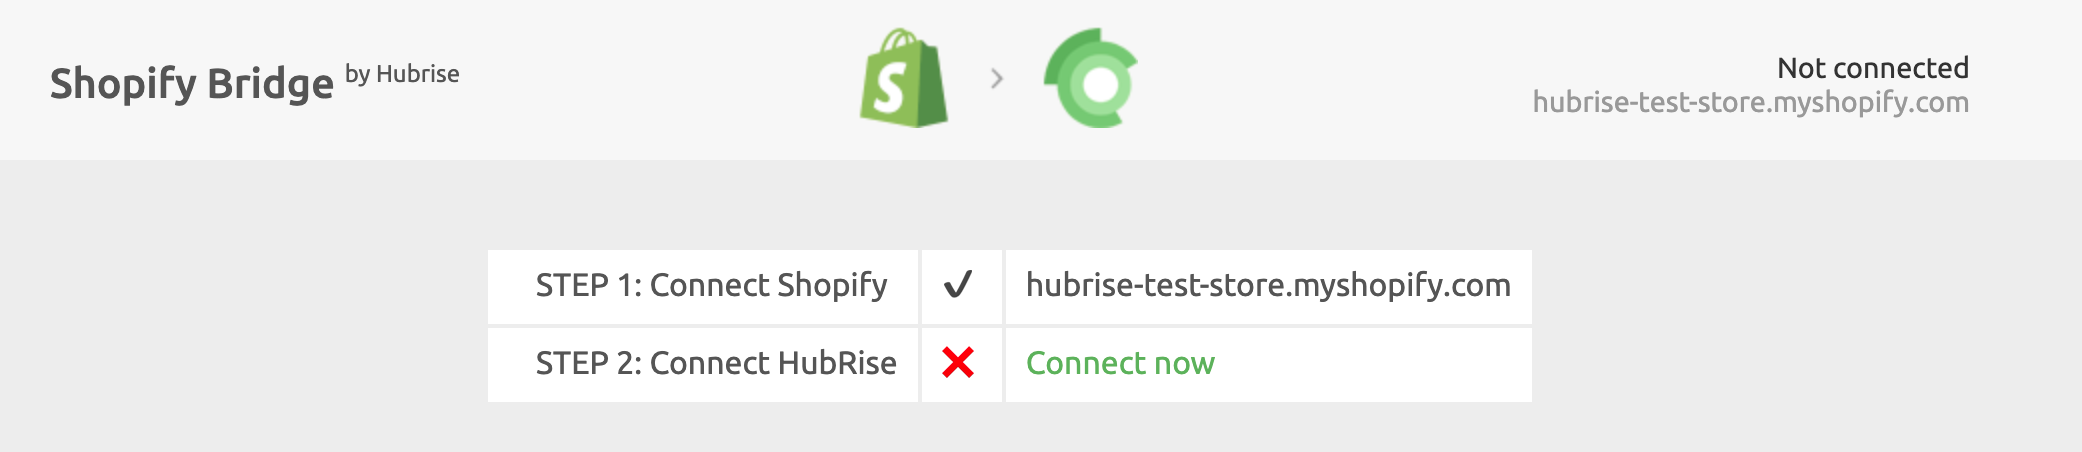 Shopify Bridge by Hubrise
S
Not connected
hubrise-test-store.myshopify.com
STEP 1: Connect Shopify ✔ hubrise-test-store.myshopify.com
STEP 2: Connect HubRise ❌ Connect now